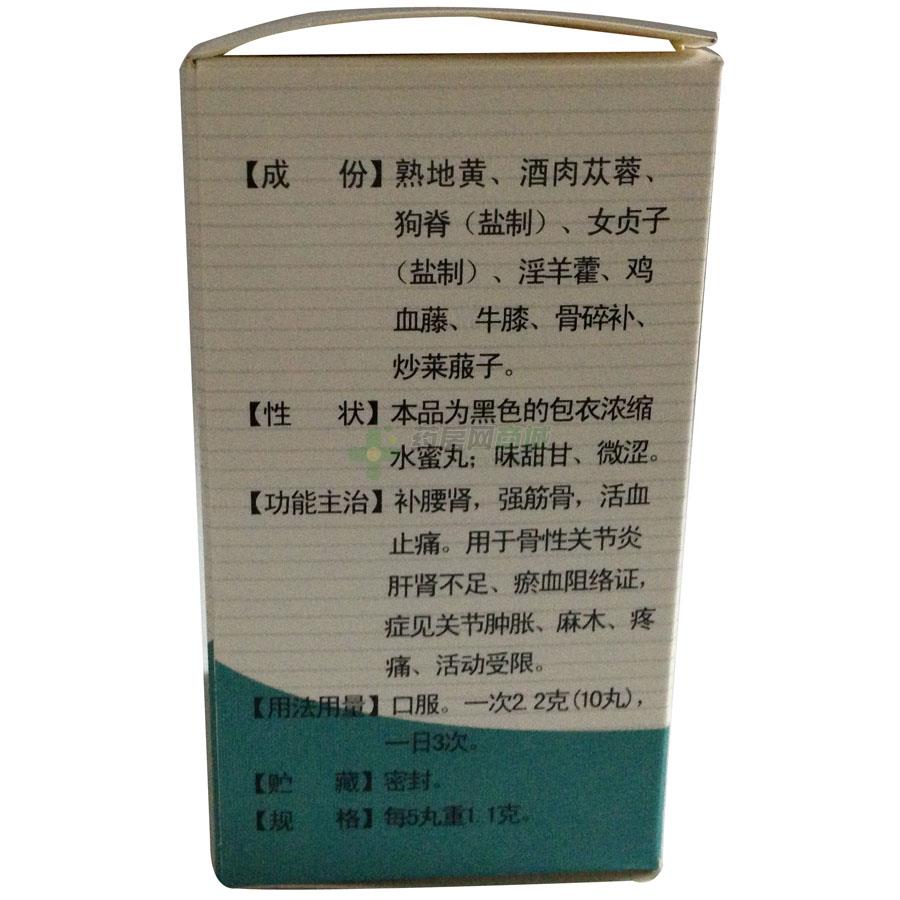 【成　份】熟地黄、酒肉苁蓉、
狗脊（盐制）、女贞子
（盐制）、淫羊藿、鸡
血藤、牛膝、骨碎补、
炒莱菔子。
【性　状】本品为黑色的包衣浓缩
水蜜丸；味甜甘、微涩。
药房网商城
【功能主治】补腰肾，强筋骨，活血
止痛。用于骨性关节炎
肝肾不足、瘀血阻络证，
症见关节肿胀、麻木、疼
痛、活动受限。
【用法用量】口服。一次2.2克(10丸)，
一日3次。
【贮　藏】密封。
【规　格】每5丸重1.1克。